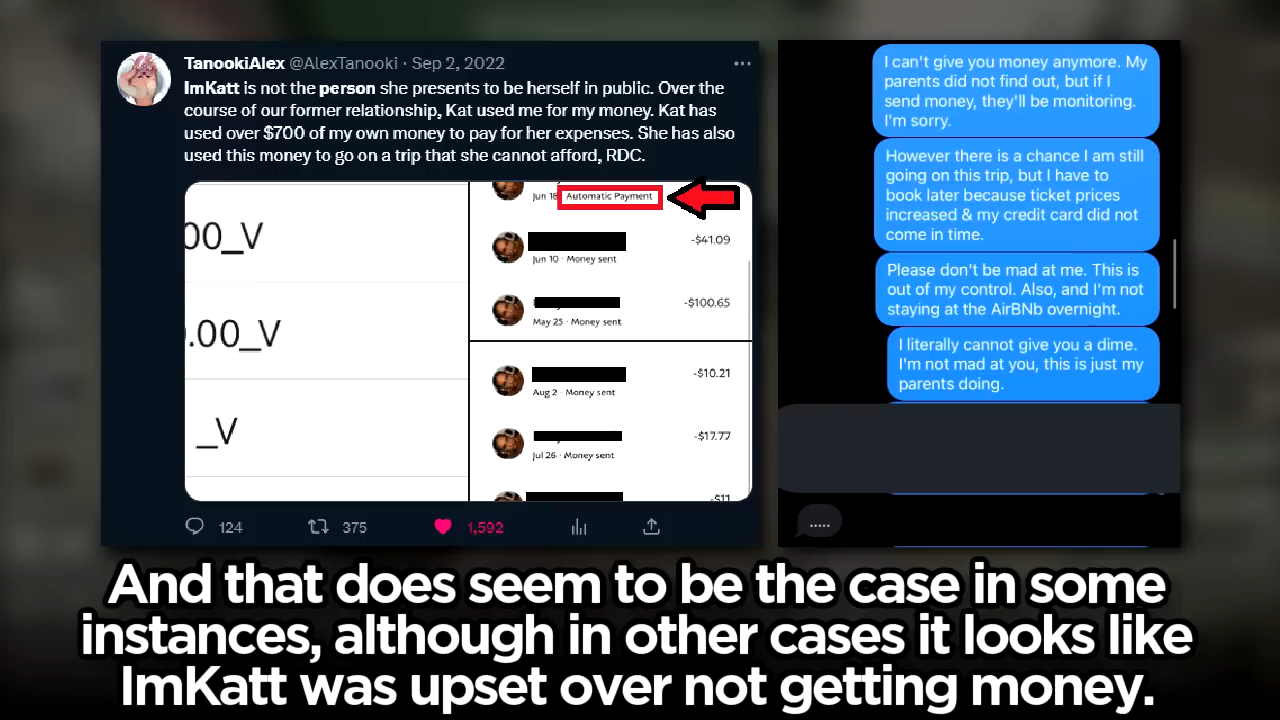 TanookiAlex @AlexTanooki · Sep 2, 2022
ImKatt is not the person she presents to be herself in public. Over the
course of our former relationship, Kat used me for my money. Kat has
used over $700 of my own money to pay for her expenses. She has also
used this money to go on a trip that she cannot afford, RDC.
00_V
.00_V
_V
Jun 18 Automatic Payment
-$41.09
Jun 10 · Money sent
-$100.65
May 25 · Money sent
-$10.21
Aug 2 · Money sent
-$17.77
Jul 26 · Money sent
-$11
124 375 1,592
I can't give you money anymore. My
parents did not find out, but if I
send money, they'll be monitoring.
I'm sorry.
However there is a chance I am still
going on this trip, but I have to
book later because ticket prices
increased & my credit card did not
come in time.
Please don't be mad at me. This is
out of my control. Also, and I'm not
staying at the AirBNb overnight.
I literally cannot give you a dime.
I'm not mad at you, this is just my
parents doing.
.....
And that does seem to be the case in some
instances, although in other cases it looks like
ImKatt was upset over not getting money.